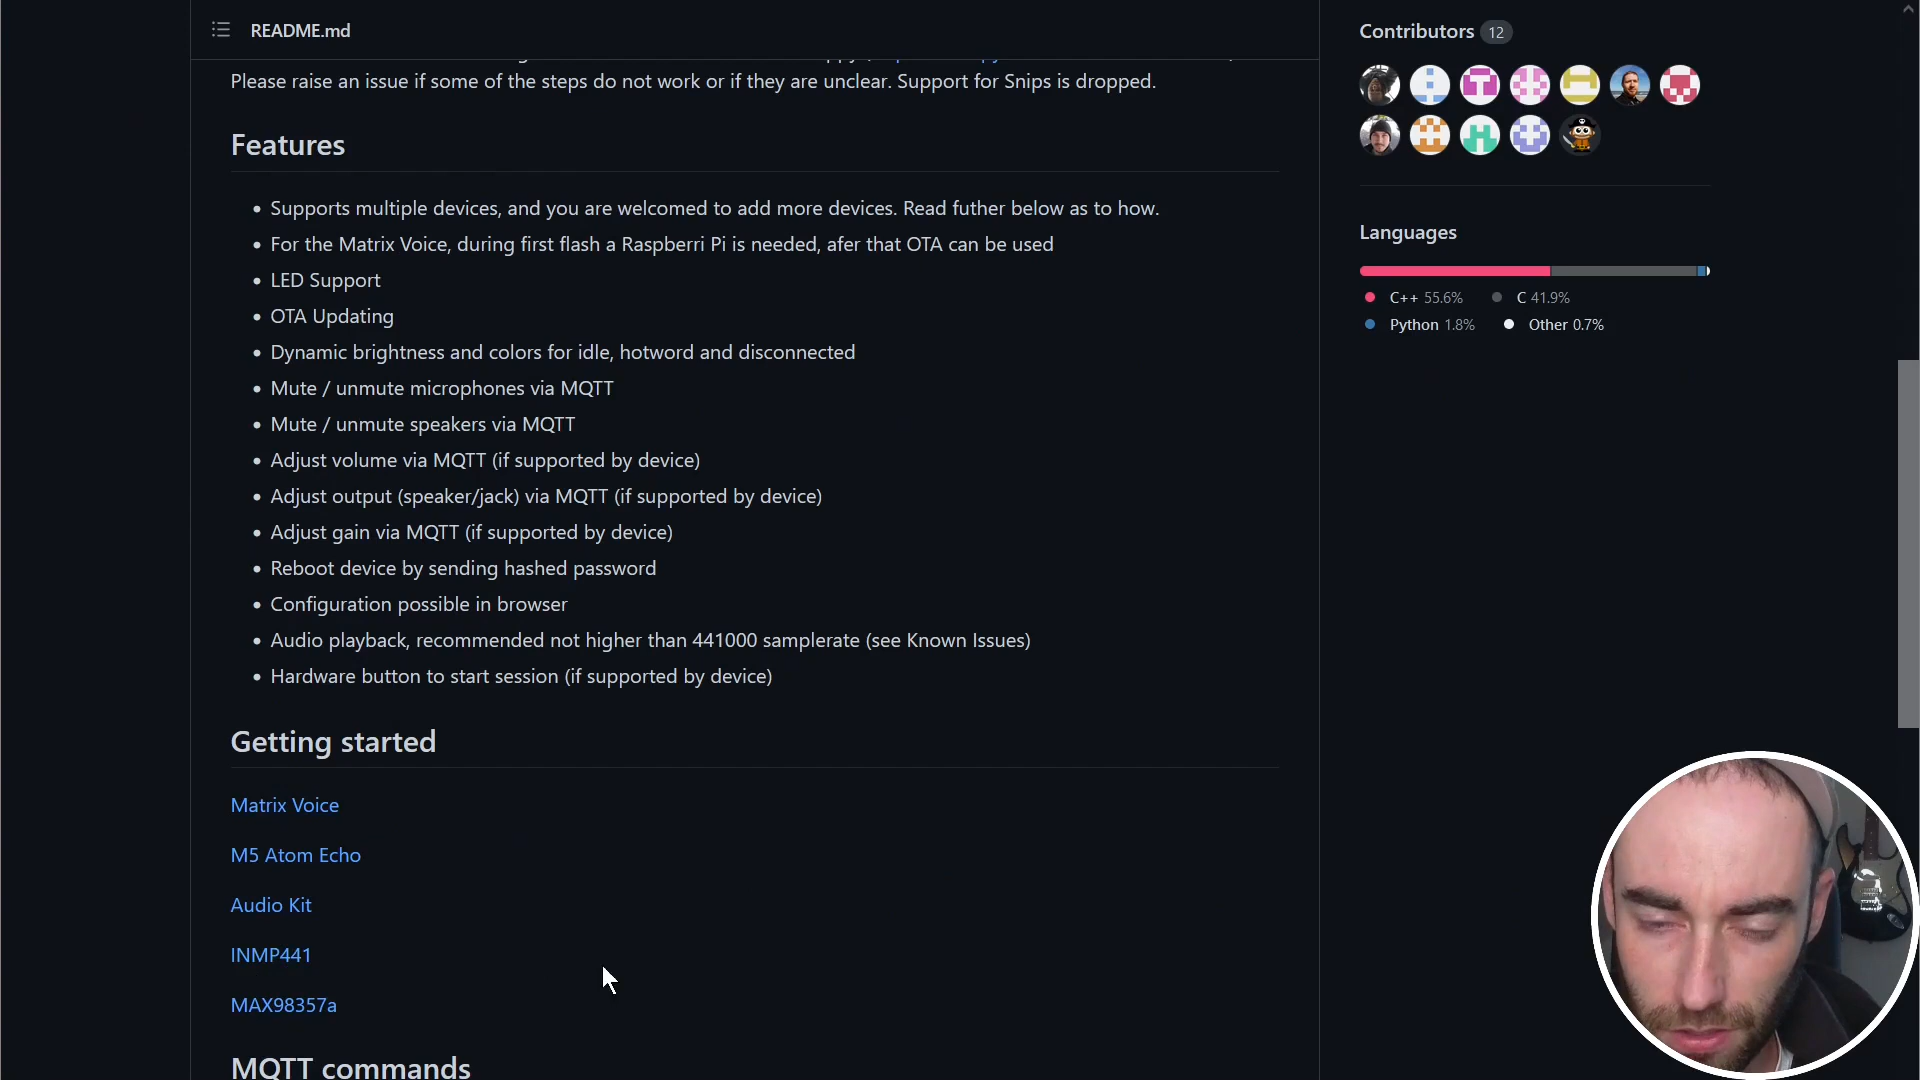 README.md
Please raise an issue if some of the steps do not work or if they are unclear. Support for Snips is dropped.
Features
Supports multiple devices, and you are welcomed to add more devices. Read futher below as to how.
For the Matrix Voice, during first flash a Raspberri Pi is needed, afer that OTA can be used
LED Support
OTA Updating
Dynamic brightness and colors for idle, hotword and disconnected
Mute / unmute microphones via MQTT
Mute / unmute speakers via MQTT
Adjust volume via MQTT (if supported by device)
Adjust output (speaker/jack) via MQTT (if supported by device)
Adjust gain via MQTT (if supported by device)
Reboot device by sending hashed password
Configuration possible in browser
Audio playback, recommended not higher than 441000 samplerate (see Known Issues)
Hardware button to start session (if supported by device)
Getting started
Matrix Voice
M5 Atom Echo
Audio Kit
INMP441
MAX98357a
MQTT commands
Contributors 12
Languages
C++ 55.6% C 41.9%
Python 1.8% Other 0.7%